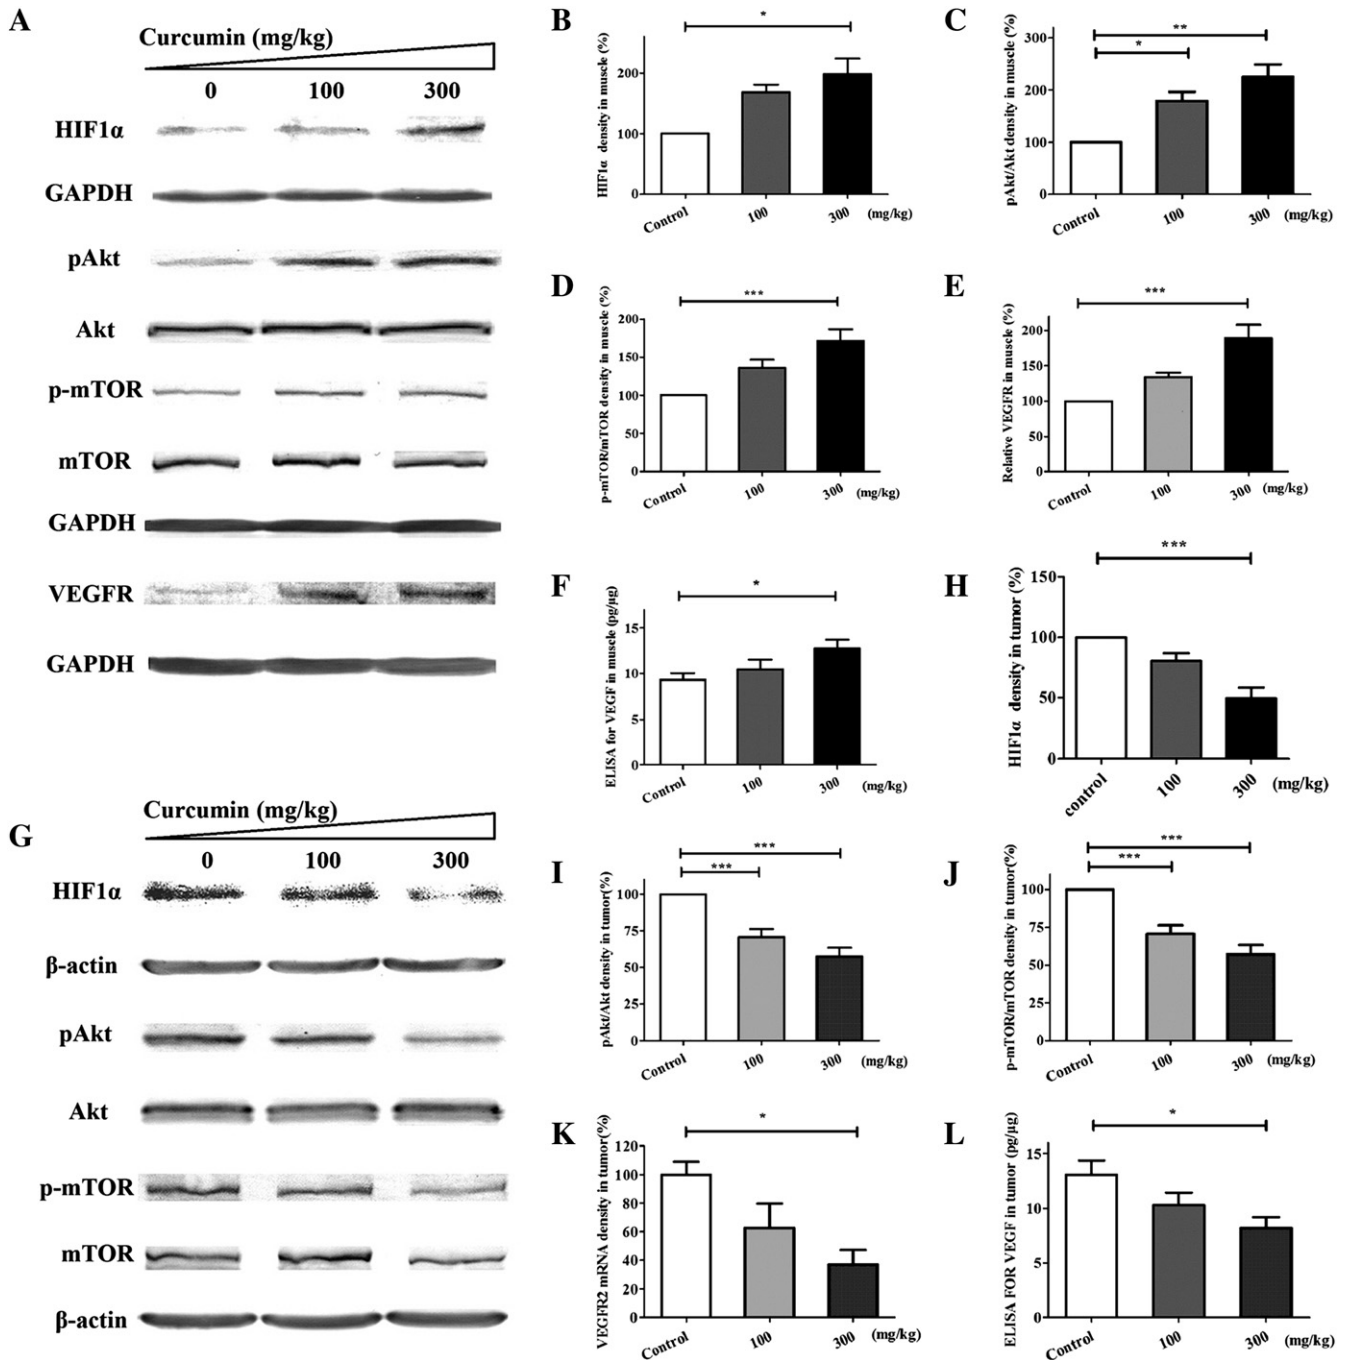 A
Curcumin (mg/kg)
0 100 300
HIF1α
GAPDH
pAkt
Akt
p-mTOR
mTOR
GAPDH
VEGFR
GAPDH
B
*
HIF1α density in muscle (%)
200
100
0
Control 100 300 (mg/kg)
C
**
*
pAkt/Akt density in muscle (%)
300
200
100
0
Control 100 300 (mg/kg)
D
***
p-mTOR/mTOR density in muscle (%)
200
150
100
50
0
Control 100 300 (mg/kg)
E
***
Relative VEGFR in muscle (%)
200
150
100
50
0
Control 100 300 (mg/kg)
F
*
ELISA for VEGF in muscle (pg/μg)
15
10
5
0
Control 100 300 (mg/kg)
H
***
HIF1α density in tumor (%)
150
100
50
0
control 100 300 (mg/kg)
G
Curcumin (mg/kg)
0 100 300
HIF1α
β-actin
pAkt
Akt
p-mTOR
mTOR
β-actin
I
***
***
pAkt/Akt density in tumor(%)
100
75
50
25
0
Control 100 300 (mg/kg)
J
***
***
p-mTOR/mTOR density in tumor(%)
100
75
50
25
0
Control 100 300 (mg/kg)
K
*
VEGFR2 mRNA density in tumor(%)
120
100
80
60
40
20
0
Control 100 300 (mg/kg)
L
*
ELISA FOR VEGF in tumor (pg/μg)
15
10
5
0
Control 100 300 (mg/kg)